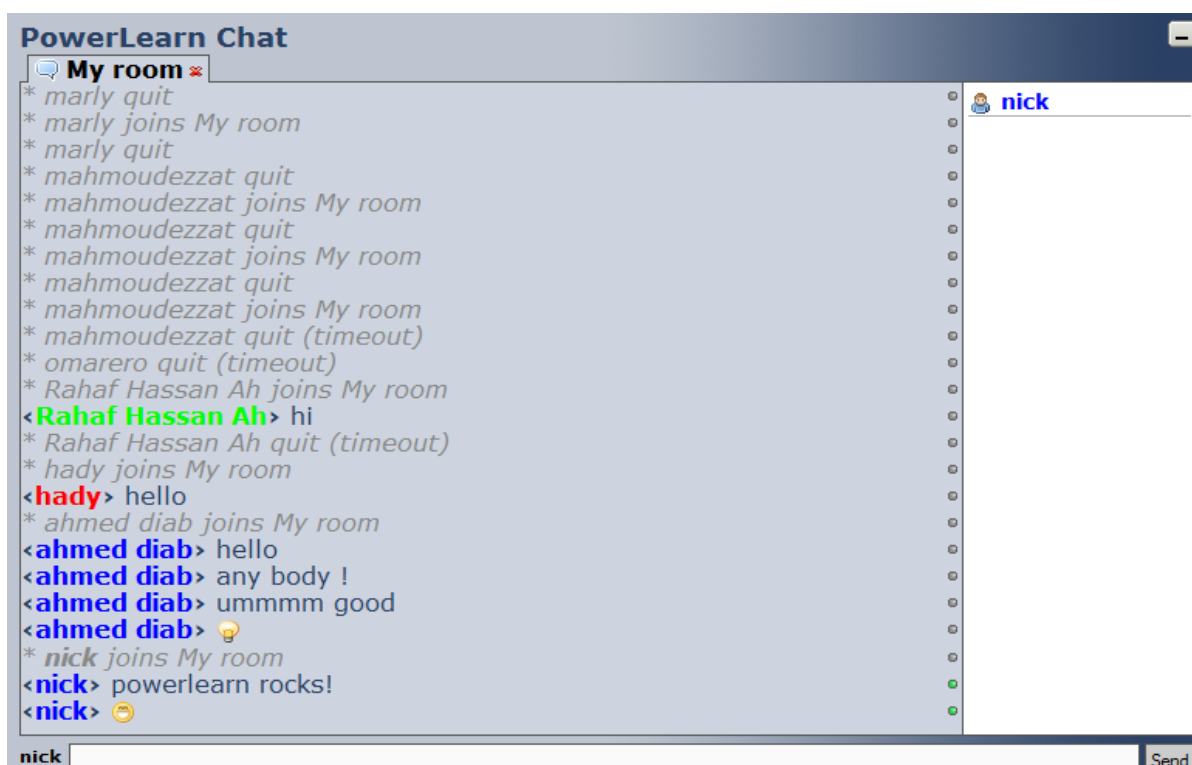 PowerLearn Chat
My room
* marly quit
* marly joins My room
* marly quit
* mahmoudezzat quit
* mahmoudezzat joins My room
* mahmoudezzat quit
* mahmoudezzat joins My room
* mahmoudezzat quit
* mahmoudezzat joins My room
* mahmoudezzat quit (timeout)
* omarero quit (timeout)
* Rahaf Hassan Ah joins My room
<Rahaf Hassan Ah> hi
* Rahaf Hassan Ah quit (timeout)
* hady joins My room
<hady> hello
* ahmed diab joins My room
<ahmed diab> hello
<ahmed diab> any body !
<ahmed diab> ummmm good
<ahmed diab>
* nick joins My room
<nick> powerlearn rocks!
<nick>
nick
nick
Send